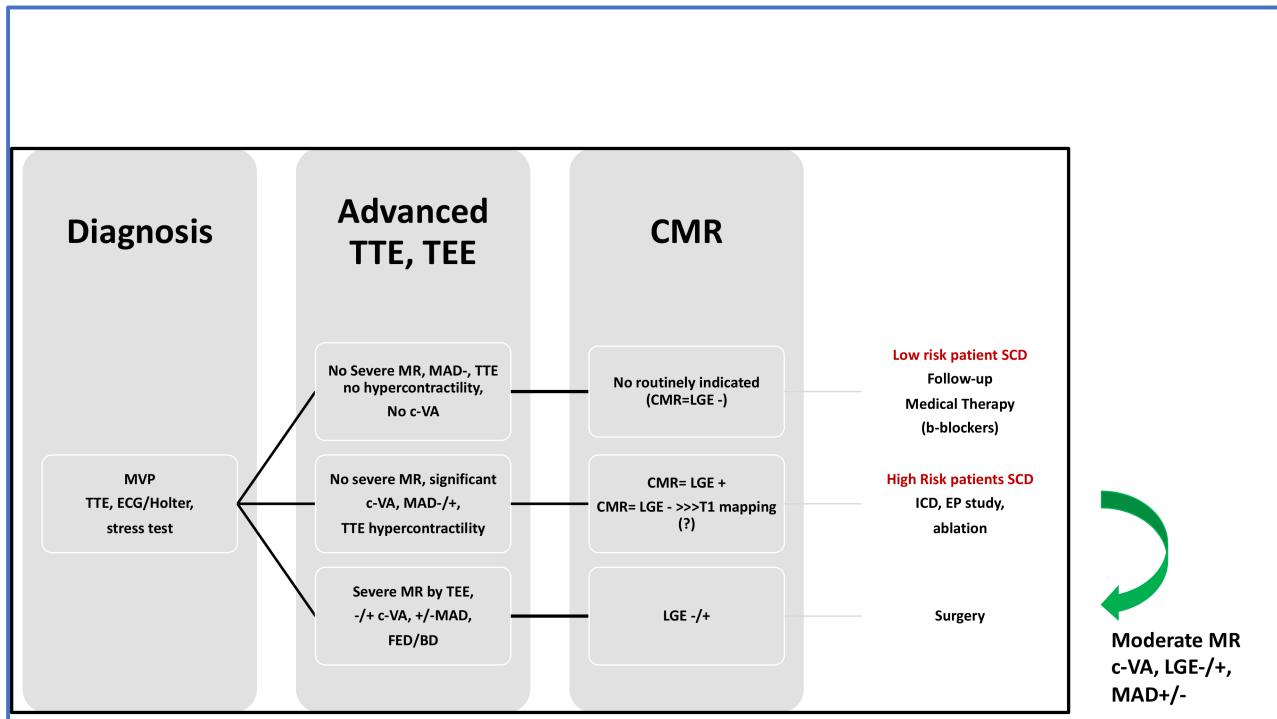 Diagnosis
Advanced
TTE, TEE
CMR
No Severe MR, MAD-, TTE
no hypercontractility,
No c-VA
No routinely indicated
(CMR=LGE -)
Low risk patient SCD
Follow-up
Medical Therapy
(b-blockers)
MVP
TTE, ECG/Holter,
stress test
No severe MR, significant
c-VA, MAD-/+,
TTE hypercontractility
CMR= LGE +
CMR= LGE - >>>T1 mapping
(?)
High Risk patients SCD
ICD, EP study,
ablation
Severe MR by TEE,
-/+ c-VA, +/-MAD,
FED/BD
LGE -/+
Surgery
Moderate MR
c-VA, LGE-/+,
MAD+/-